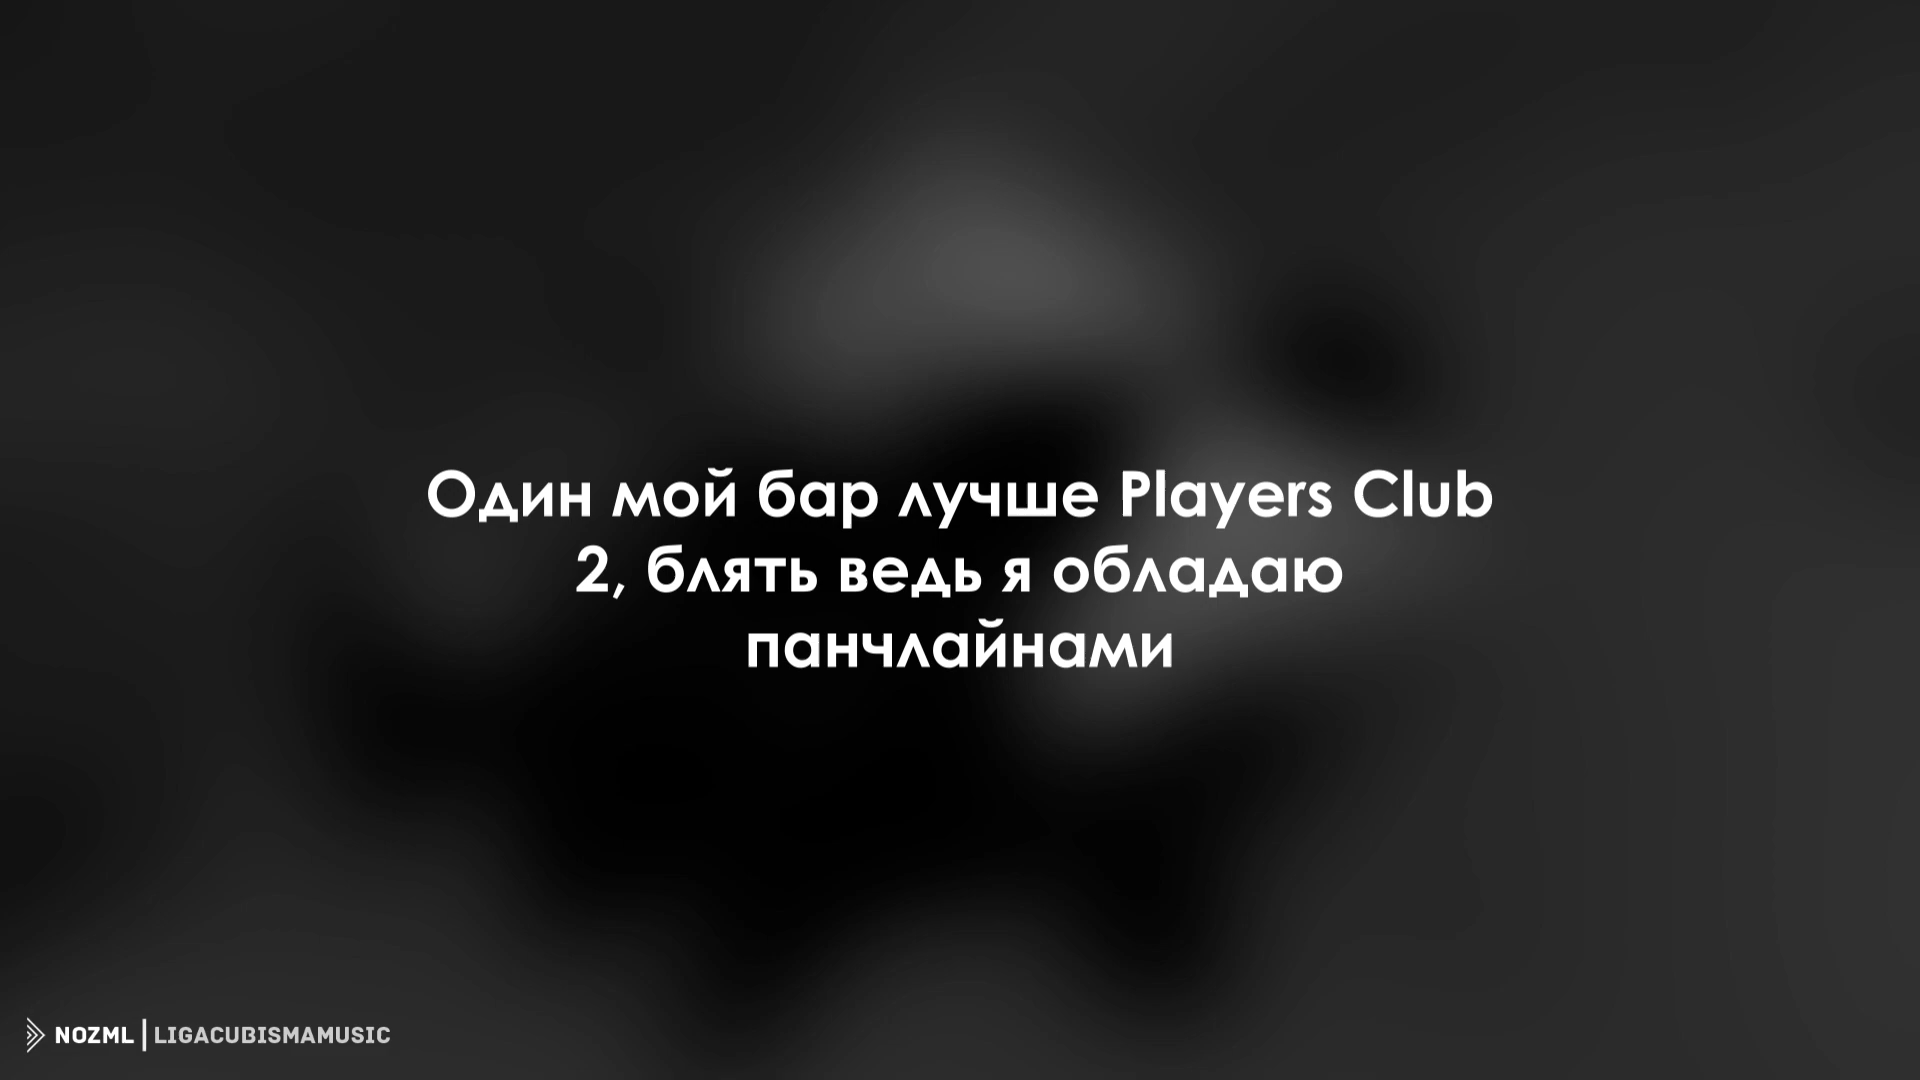 Один мой бар лучше Players Club
2, блять ведь я обладаю
панчлайнами
NOZML | LIGACUBISMAMUSIC